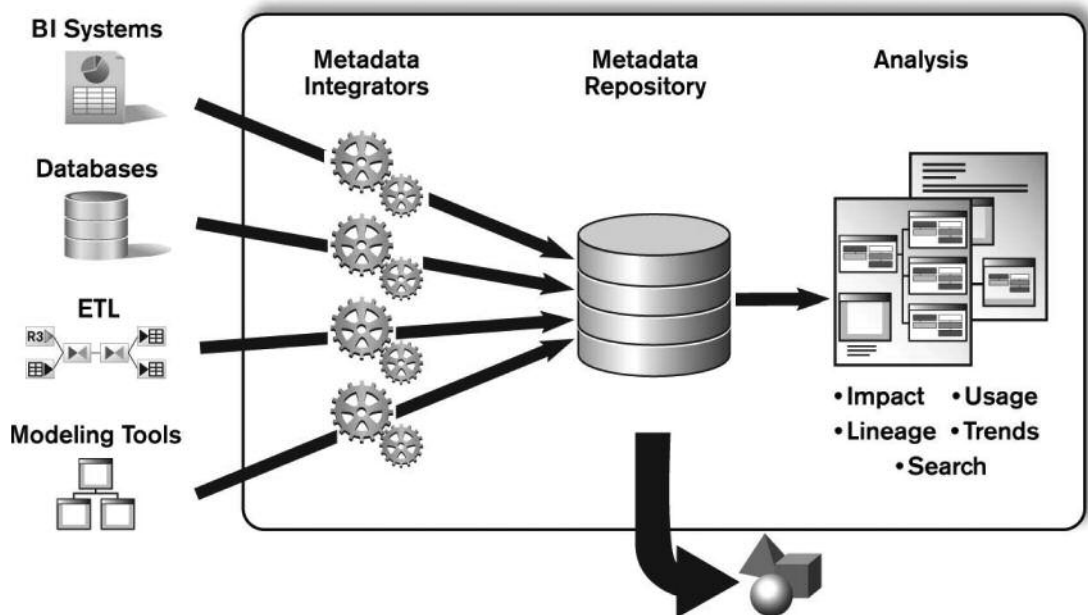 BI Systems
Databases
ETL
R3
Modeling Tools
Metadata
Integrators
Metadata
Repository
Analysis
• Impact • Usage
• Lineage • Trends
• Search